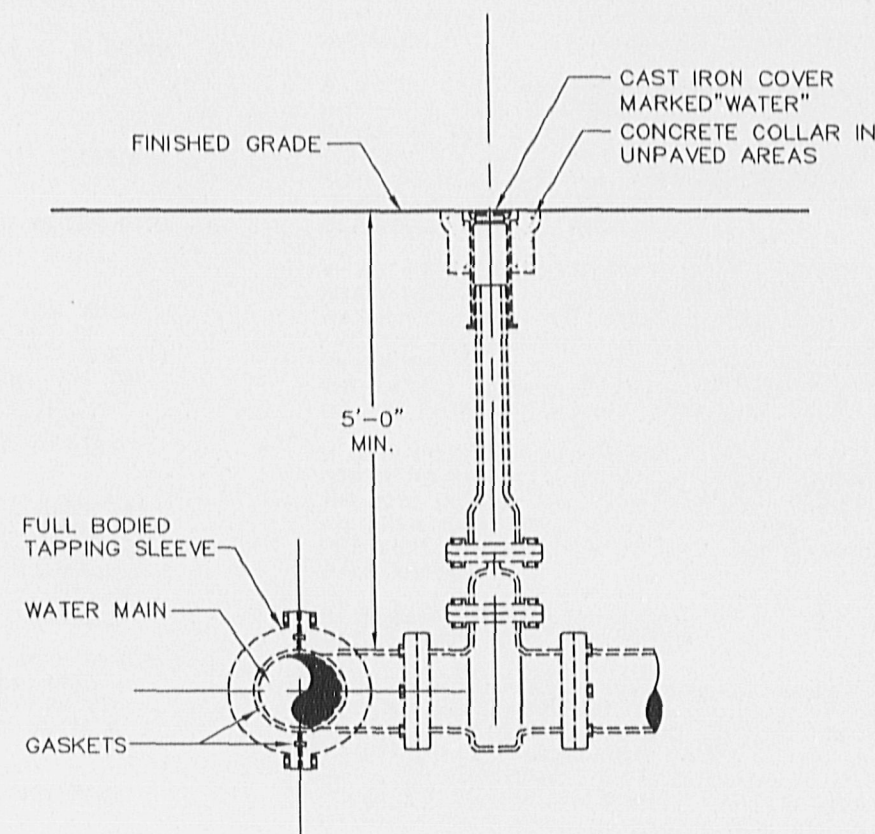 CAST IRON COVER
MARKED"WATER"
CONCRETE COLLAR IN
UNPAVED AREAS
FINISHED GRADE
5'-0"
MIN.
FULL BODIED
TAPPING SLEEVE
WATER MAIN
GASKETS